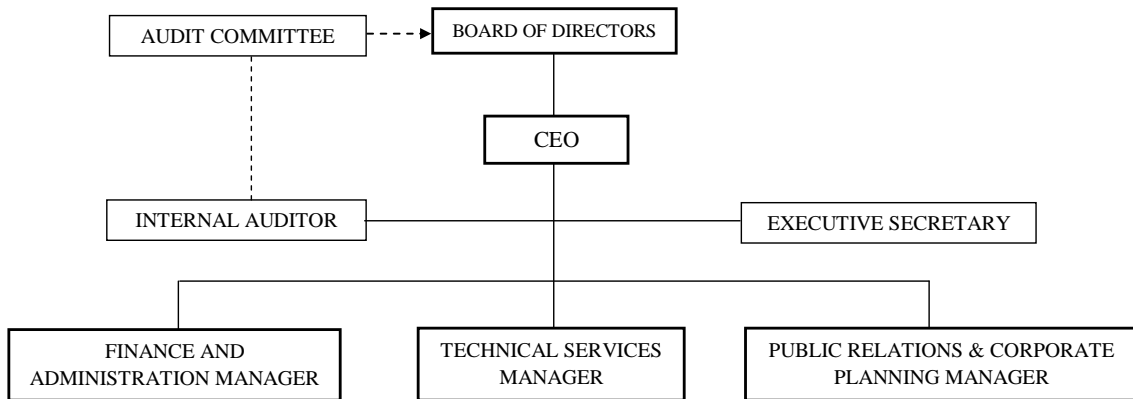 AUDIT COMMITTEE
BOARD OF DIRECTORS
CEO
INTERNAL AUDITOR
EXECUTIVE SECRETARY
FINANCE AND
ADMINISTRATION MANAGER
TECHNICAL SERVICES
MANAGER
PUBLIC RELATIONS & CORPORATE
PLANNING MANAGER